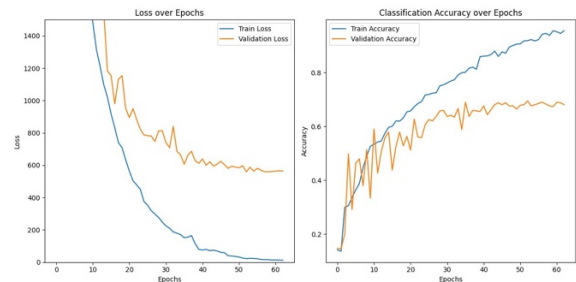 Loss over Epochs
Train Loss
Validation Loss
1400
1200
1000
800
600
400
200
0
Loss
0 10 20 30 40 50 60
Epochs
Classification Accuracy over Epochs
Train Accuracy
Validation Accuracy
0.8
0.6
0.4
0.2
Accuracy
0 10 20 30 40 50 60
Epochs